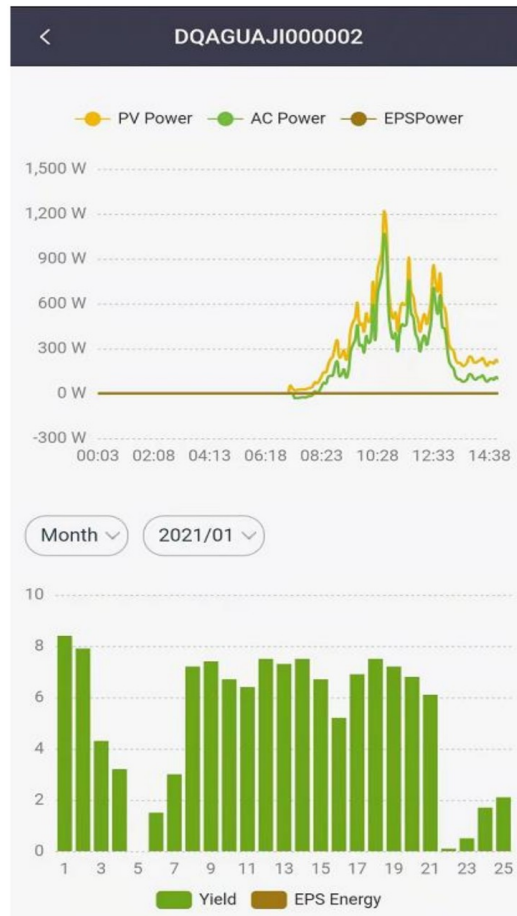 DQAGUAJI000002
PV Power AC Power EPSPower
1,500 W
1,200 W
900 W
600 W
300 W
0 W
-300 W
00:03 02:08 04:13 06:18 08:23 10:28 12:33 14:38
Month 2021/01
10
8
6
4
2
0
1 3 5 7 9 11 13 15 17 19 21 23 25
Yield EPS Energy